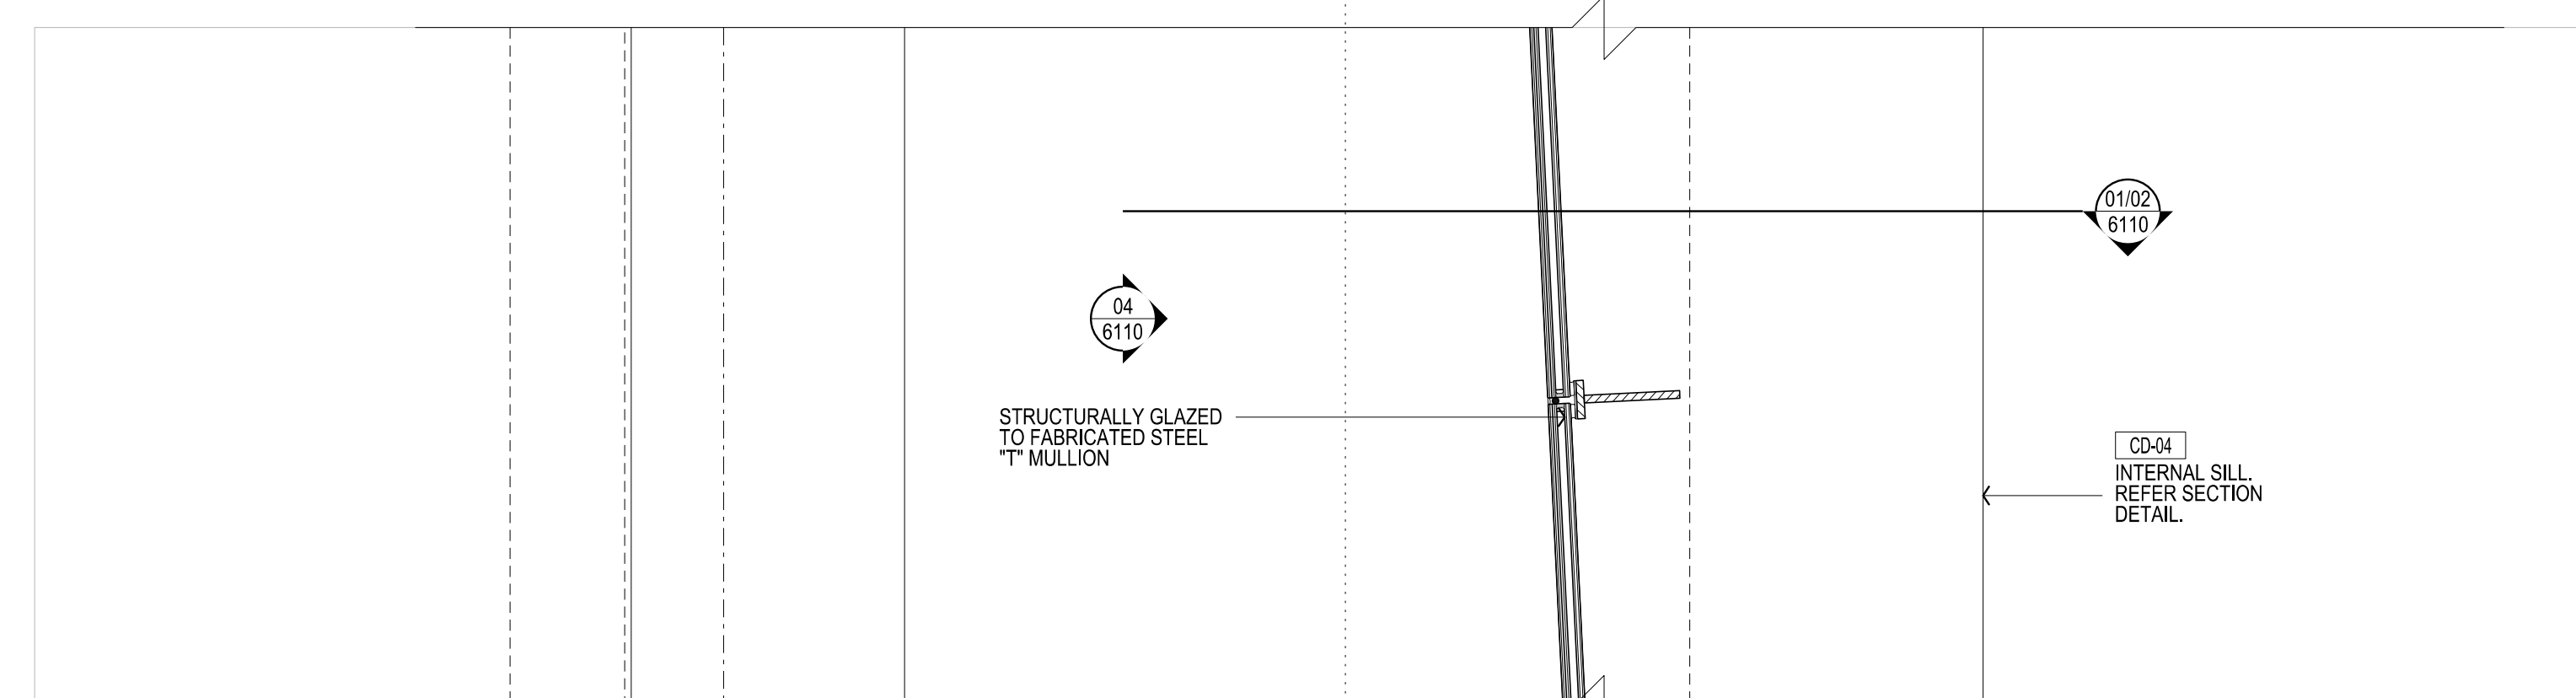 01/02
6110
04
6110
STRUCTURALLY GLAZED
TO FABRICATED STEEL
"T" MULLION
CD-04
INTERNAL SILL.
REFER SECTION
DETAIL.